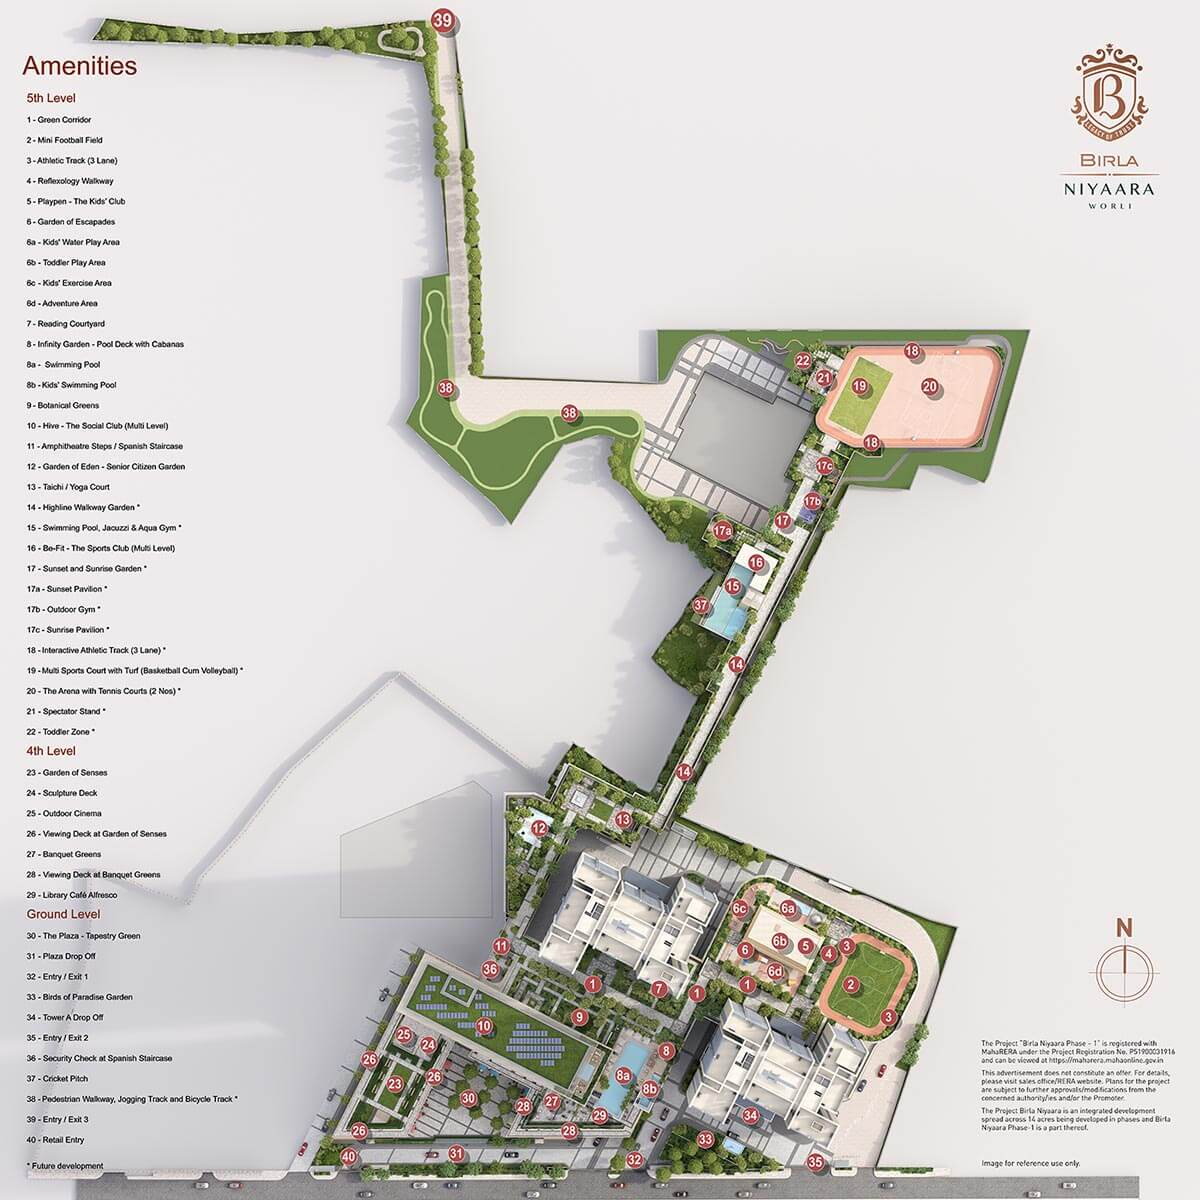 Amenities
5th Level
1 - Green Corridor
2 - Mini Football Field
3 - Athletic Track (3 Lane)
4 - Reflexology Walkway
5 - Playpen - The Kids' Club
6 - Garden of Escapades
6a - Kids' Water Play Area
6b - Toddler Play Area
6c - Kids' Exercise Area
6d - Adventure Area
7 - Reading Courtyard
8 - Infinity Garden - Pool Deck with Cabanas
8a - Swimming Pool
8b - Kids' Swimming Pool
9 - Botanical Greens
10 - Hive - The Social Club (Multi Level)
11 - Amphitheatre Steps / Spanish Staircase
12 - Garden of Eden - Senior Citizen Garden
13 - Taichi / Yoga Court
14 - Highline Walkway Garden *
15 - Swimming Pool, Jacuzzi & Aqua Gym *
16 - Be-Fit - The Sports Club (Multi Level)
17 - Sunset and Sunrise Garden *
17a - Sunset Pavilion *
17b - Outdoor Gym *
17c - Sunrise Pavilion *
18 - Interactive Athletic Track (3 Lane) *
19 - Multi Sports Court with Turf (Basketball Cum Volleyball) *
20 - The Arena with Tennis Courts (2 Nos) *
21 - Spectator Stand *
22 - Toddler Zone *
4th Level
23 - Garden of Senses
24 - Sculpture Deck
25 - Outdoor Cinema
26 - Viewing Deck at Garden of Senses
27 - Banquet Greens
28 - Viewing Deck at Banquet Greens
29 - Library Café Alfresco
Ground Level
30 - The Plaza - Tapestry Green
31 - Plaza Drop Off
32 - Entry / Exit 1
33 - Birds of Paradise Garden
34 - Tower A Drop Off
35 - Entry / Exit 2
36 - Security Check at Spanish Staircase
37 - Cricket Pitch
38 - Pedestrian Walkway, Jogging Track and Bicycle Track *
39 - Entry / Exit 3
40 - Retail Entry
* Future development
B
LEGACY OF TRUST
BIRLA
NIYAARA
WORLI
39
38
38
22
21
18
19
20
18
17c
17b
17
17a
16
15
37
14
14
13
12
6c
6a
6b
5
6
6d
4
3
2
3
1
11
36
1
7
1
9
10
25
24
26
26
23
30
8
8a
8b
27
28
29
28
26
34
33
40
31
32
35
N
The Project "Birla Niyaara Phase - 1" is registered with
MahaRERA under the Project Registration No. P51900031916
and can be viewed at https://maharera.mahaonline.gov.in
This advertisement does not constitute an offer. For details,
please visit sales office/RERA website. Plans for the project
are subject to further approvals/modifications from the
concerned authority/ies and/or the Promoter.
The Project Birla Niyaara is an integrated development
spread across 14 acres being developed in phases and Birla
Niyaara Phase-1 is a part thereof.
Image for reference use only.